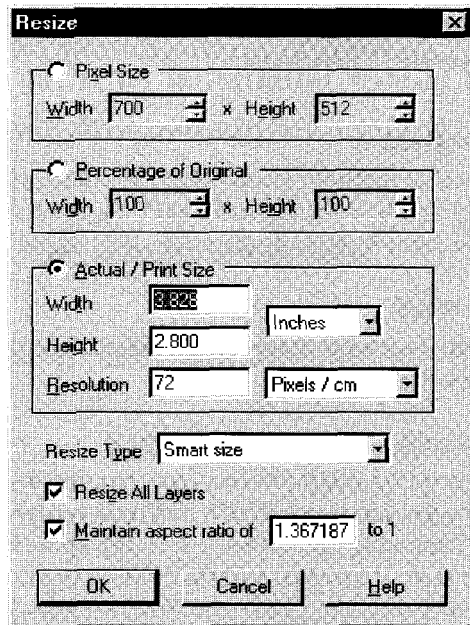 Resize
Pixel Size
Width 700 x Height 512
Percentage of Original
Width 100 x Height 100
Actual / Print Size
Width 3.828
Inches
Height 2.800
Resolution 72 Pixels / cm
Resize Type Smart size
Resize All Layers
Maintain aspect ratio of 1.367187 to 1
OK Cancel Help